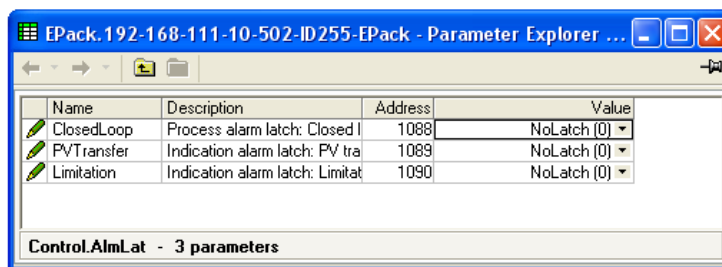 EPack.192-168-111-10-502-ID255-EPack - Parameter Explorer ...
Name Description Address Value
ClosedLoop Process alarm latch: Closed l 1088 NoLatch (0)
PVTransfer Indication alarm latch: PV tra 1089 NoLatch (0)
Limitation Indication alarm latch: Limitat 1090 NoLatch (0)
Control.AlmLat - 3 parameters